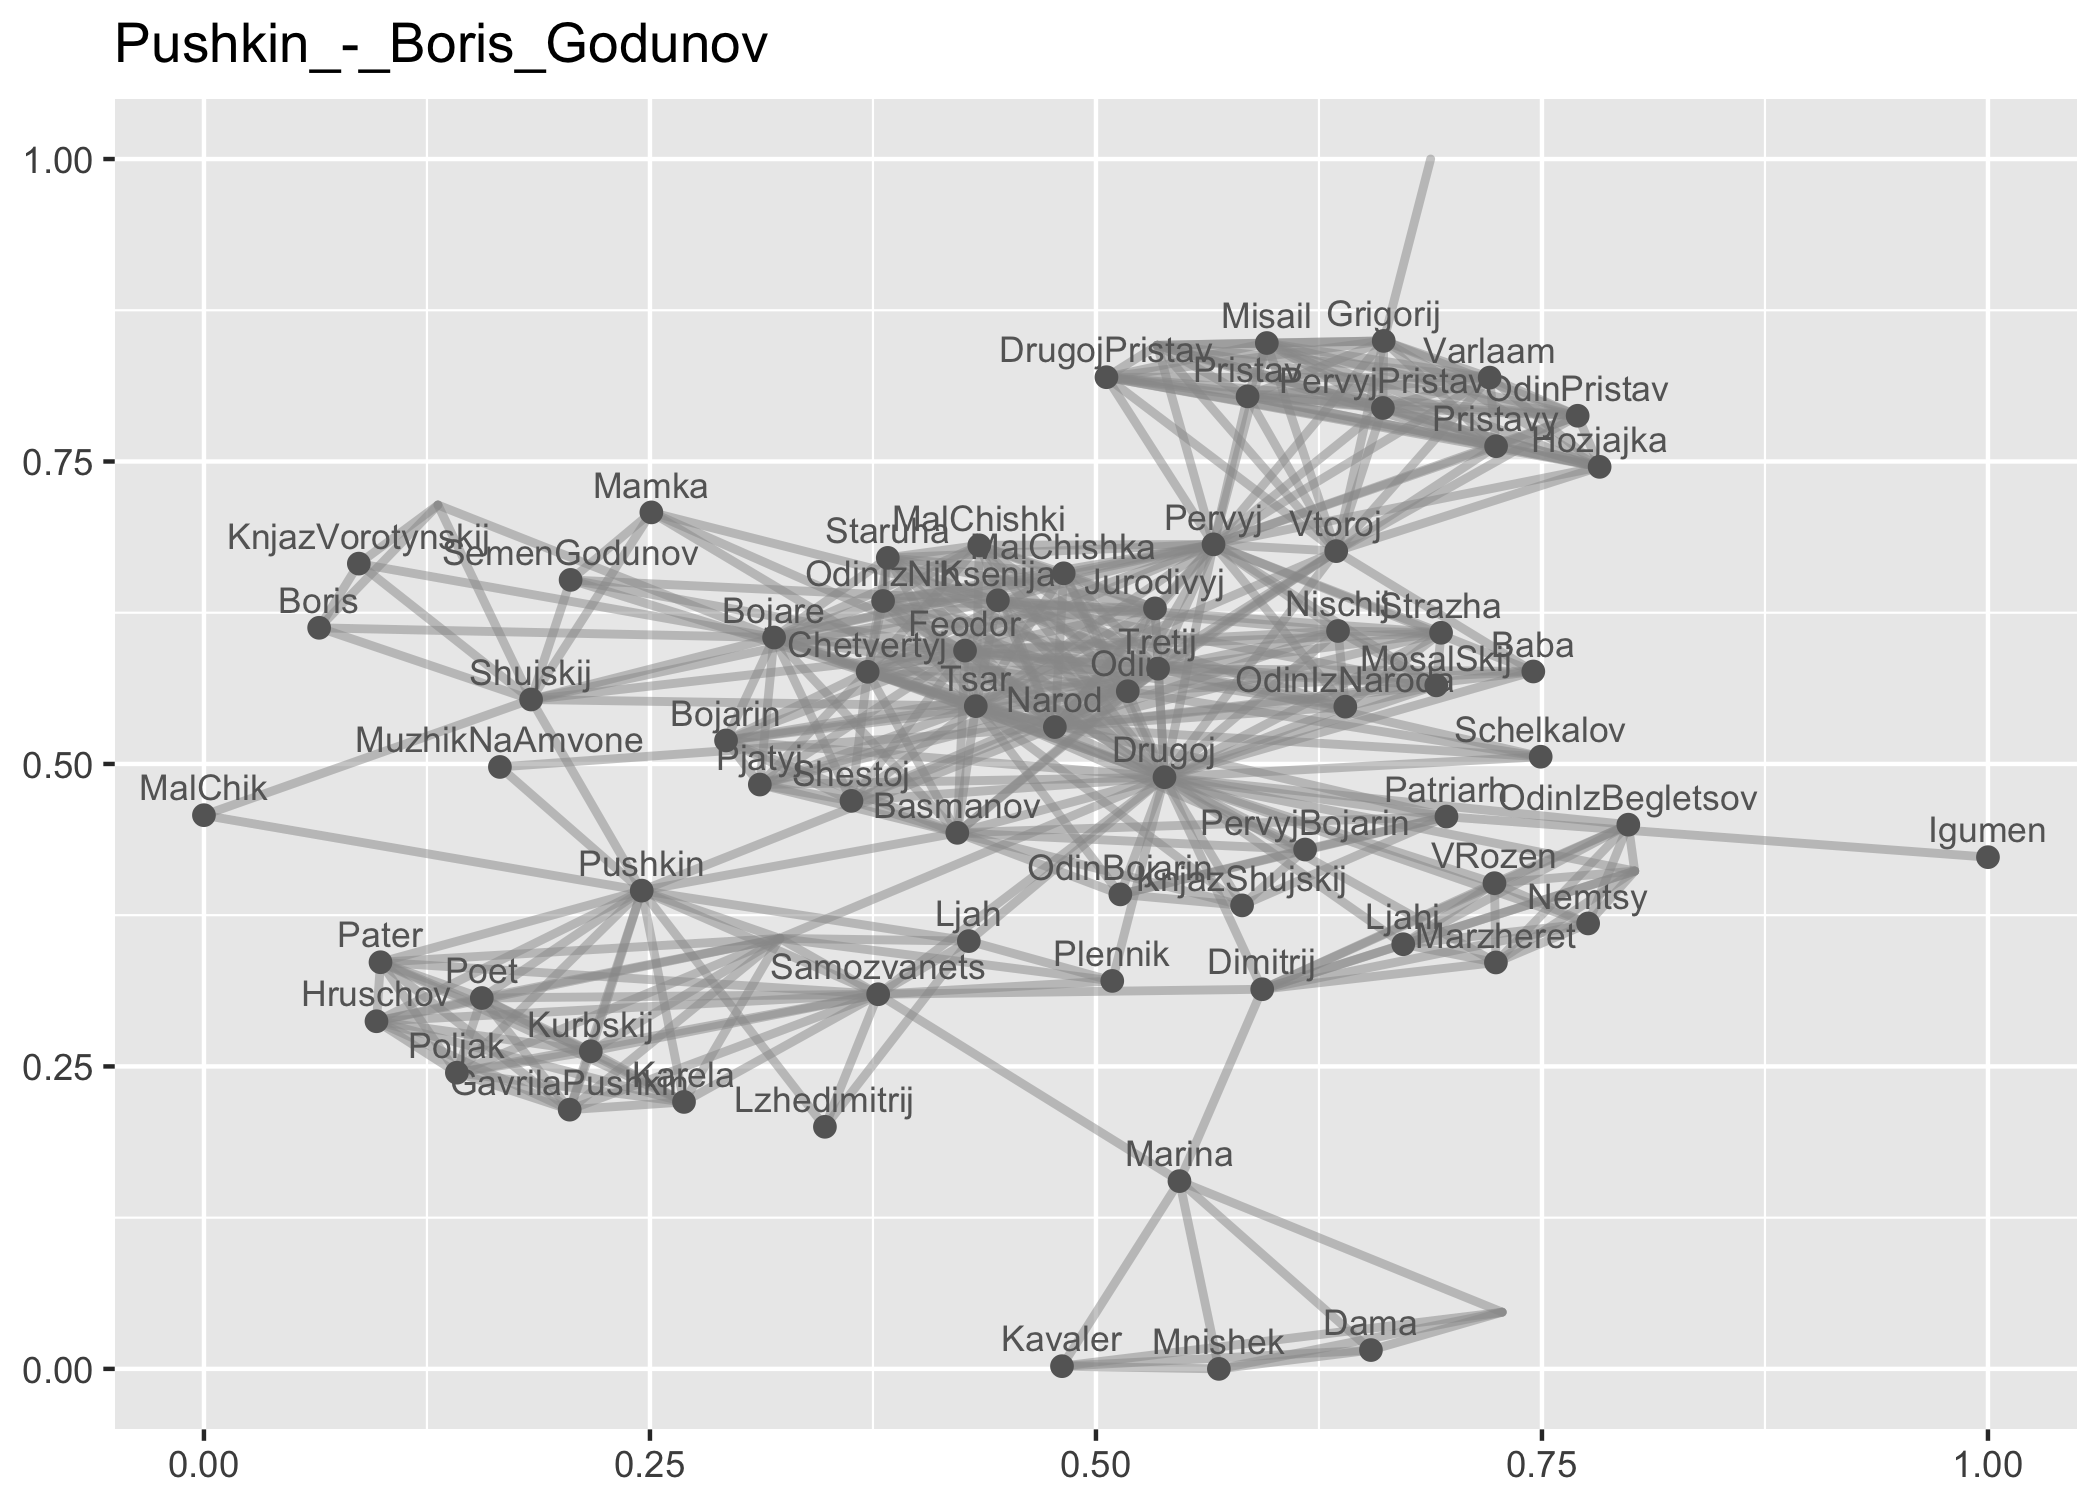 Pushkin_-_Boris_Godunov
1.00
Misail
Grigorij
DrugojPristav
Varlaam
Pristav
PervyjPristav
OdinPristav
Pristavy
Hozjajka
0.75
Mamka
MalChishki
Pervyj
Vtoroj
Staruha
KnjazVorotynskij
SemenGodunov
MalChishka
OdinIzNih
Ksenija
Jurodivyj
Boris
Bojare
Nischij
Strazha
Feodor
Chetvertyj
Tretij
Baba
Odin
MosalSkij
Shujskij
Tsar
OdinIzNaroda
Narod
Bojarin
Schelkalov
MuzhikNaAmvone
Drugoj
0.50
Pjatyj
Shestoj
MalChik
Patriarh
OdinIzBegletsov
Basmanov
PervyjBojarin
Igumen
Pushkin
OdinBojarin
VRozen
KnjazShujskij
Nemtsy
Ljah
Ljahi
Pater
Marzheret
Plennik
Dimitrij
Poet
Samozvanets
Hruschov
Kurbskij
Poljak
0.25
GavrilaPushkin
Karela
Lzhedimitrij
Marina
Kavaler
Mnishek
Dama
0.00
0.00
0.25
0.50
0.75
1.00